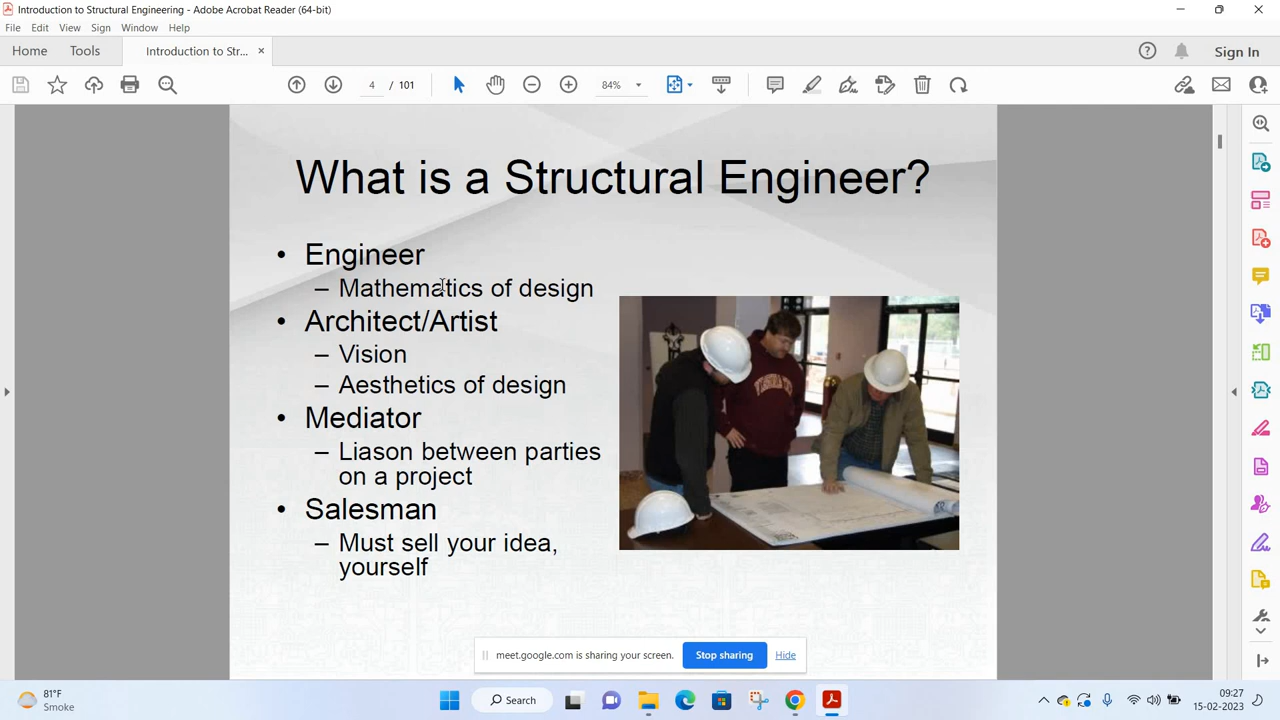 Introduction to Structural Engineering - Adobe Acrobat Reader (64-bit)
File Edit View Sign Window Help
Home Tools Introduction to Str... × Sign In
4 / 101 84%
What is a Structural Engineer?
• Engineer
– Mathematics of design
• Architect/Artist
– Vision
– Aesthetics of design
• Mediator
– Liason between parties
on a project
• Salesman
– Must sell your idea,
yourself
meet.google.com is sharing your screen. Stop sharing Hide
81°F
Smoke
Search
09:27
15-02-2023